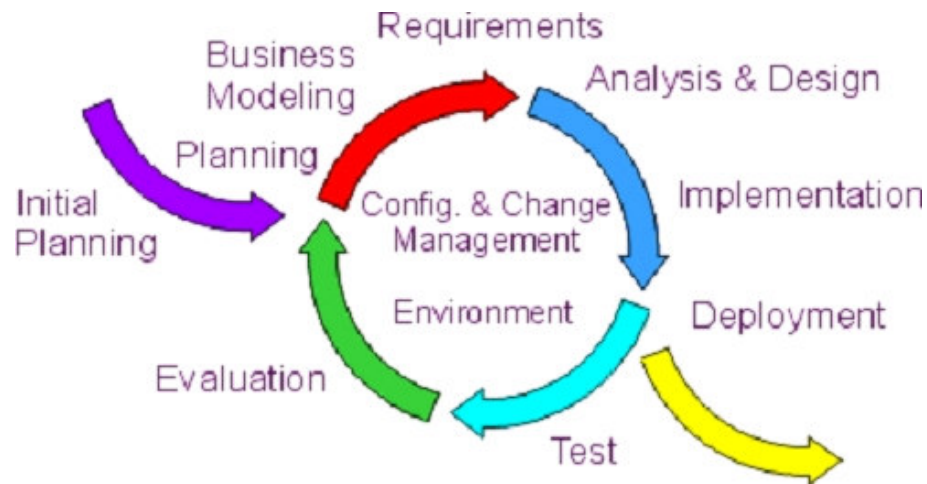 Requirements
Business
Modeling
Analysis & Design
Planning
Initial
Planning
Config. & Change
Management
Implementation
Environment
Deployment
Evaluation
Test